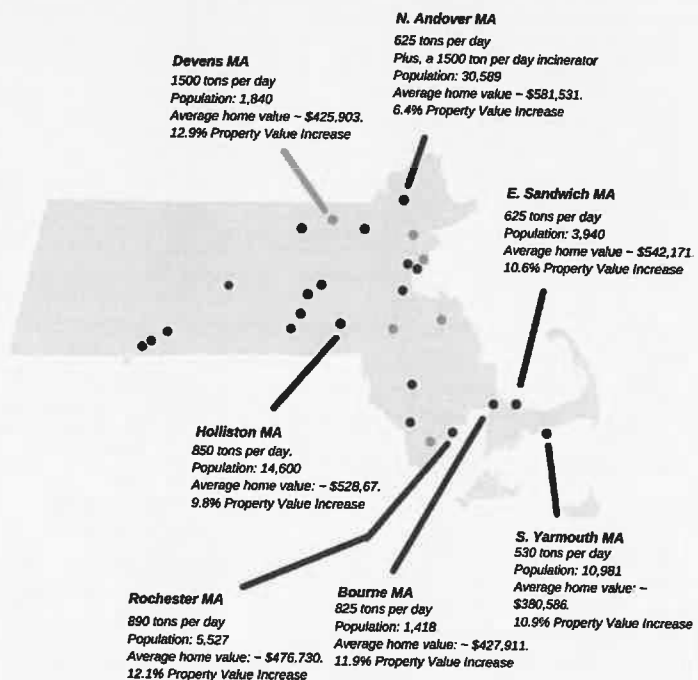 N. Andover MA
625 tons per day
Plus, a 1500 ton per day incinerator
Population: 30,589
Average home value ~ $581,531.
6.4% Property Value Increase
Devens MA
1500 tons per day
Population: 1,840
Average home value ~ $425,903.
12.9% Property Value Increase
E. Sandwich MA
625 tons per day
Population: 3,940
Average home value ~ $542,171.
10.6% Property Value Increase
Holliston MA
850 tons per day.
Population: 14,600
Average home value: ~ $528,67.
9.8% Property Value Increase
S. Yarmouth MA
530 tons per day
Population: 10,981
Average home value: ~
$380,586.
10.9% Property Value Increase
Rochester MA
890 tons per day
Population: 5,527
Average home value: ~ $476,730.
12.1% Property Value Increase
Bourne MA
825 tons per day
Population: 1,418
Average home value: ~ $427,911.
11.9% Property Value Increase